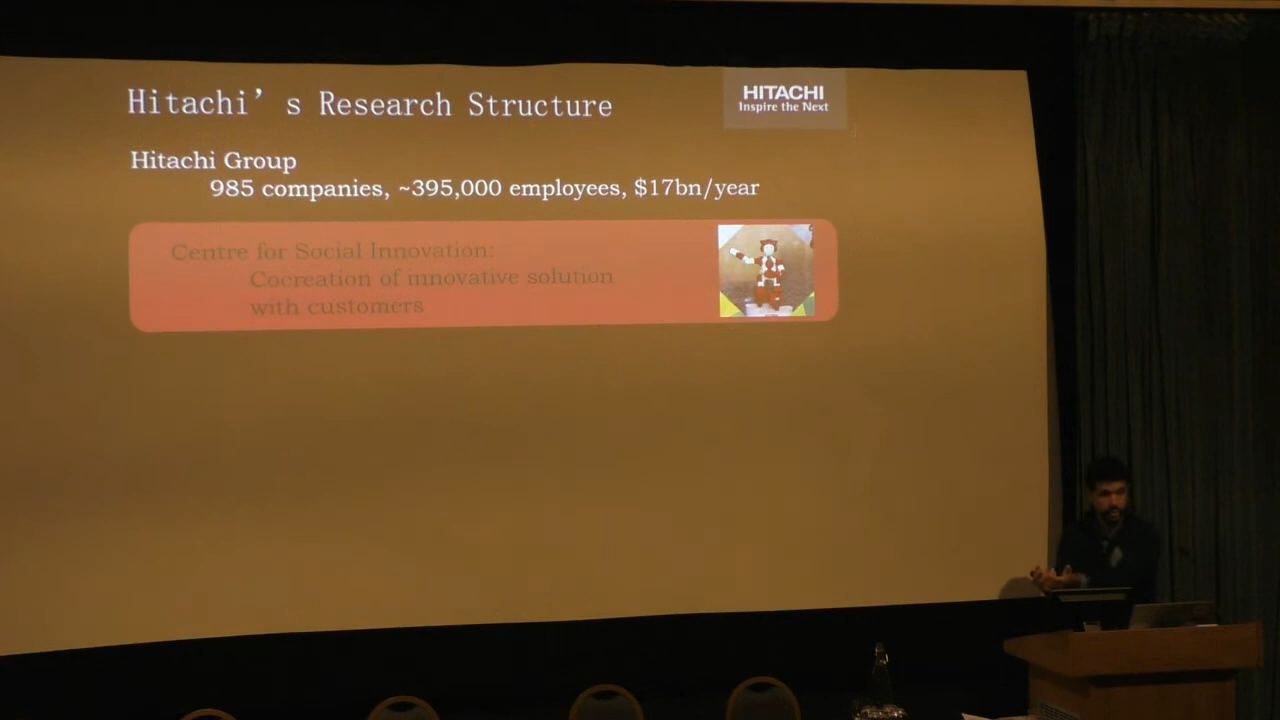 Hitachi’s Research Structure
HITACHI
Inspire the Next
Hitachi Group
985 companies, ~395,000 employees, $17bn/year
Centre for Social Innovation:
Cocreation of innovative solution
with customers